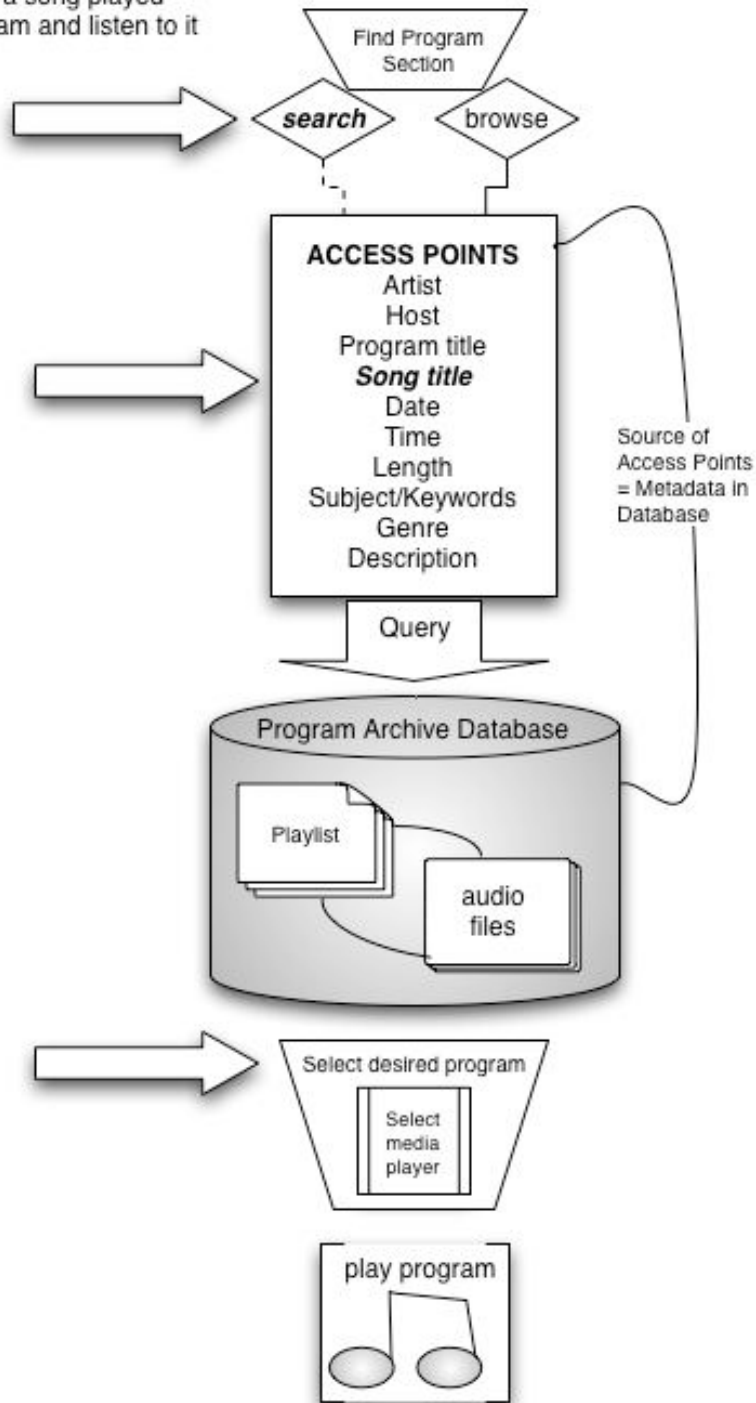 a song played
am and listen to it
Find Program
Section
search
browse
ACCESS POINTS
Artist
Host
Program title
Song title
Date
Time
Length
Subject/Keywords
Genre
Description
Source of
Access Points
= Metadata in
Database
Query
Program Archive Database
Playlist
audio
files
Select desired program
Select
media
player
play program